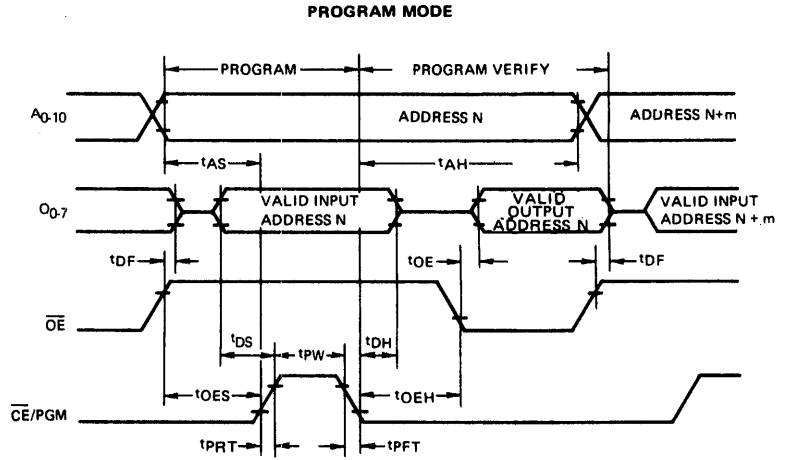 PROGRAM MODE
PROGRAM
PROGRAM VERIFY
A0-10
ADDRESS N
ADDRESS N+m
tAS
tAH
O0-7
VALID INPUT
ADDRESS N
VALID
OUTPUT
ADDRESS N
VALID INPUT
ADDRESS N + m
tDF
tOE
tDF
OE
tDS
tPW
tDH
tOES
tOEH
CE/PGM
tPRT
tPFT